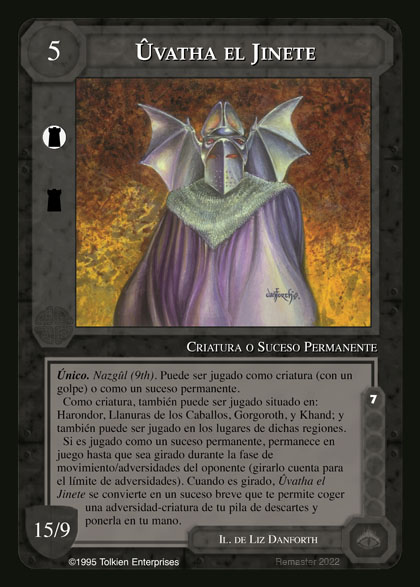 5
ÛVATHA EL JINETE
DanForth©.
CRIATURA O SUCESO PERMANENTE
Único. Nazgûl (9th). Puede ser jugado como criatura (con un
golpe) o como un suceso permanente.
Como criatura, también puede ser jugado situado en:
Harondor, Llanuras de los Caballos, Gorgoroth, y Khand; y
también puede ser jugado en los lugares de dichas regiones.
Si es jugado como un suceso permanente, permanece en
juego hasta que sea girado durante la fase de
movimiento/adversidades del oponente (girarlo cuenta para
el límite de adversidades). Cuando es girado, Ûvatha el
Jinete se convierte en un suceso breve que te permite coger
una adversidad-criatura de tu pila de descartes y
ponerla en tu mano.
7
15/9
IL. DE LIZ DANFORTH
©1995 Tolkien Enterprises
Remaster 2022